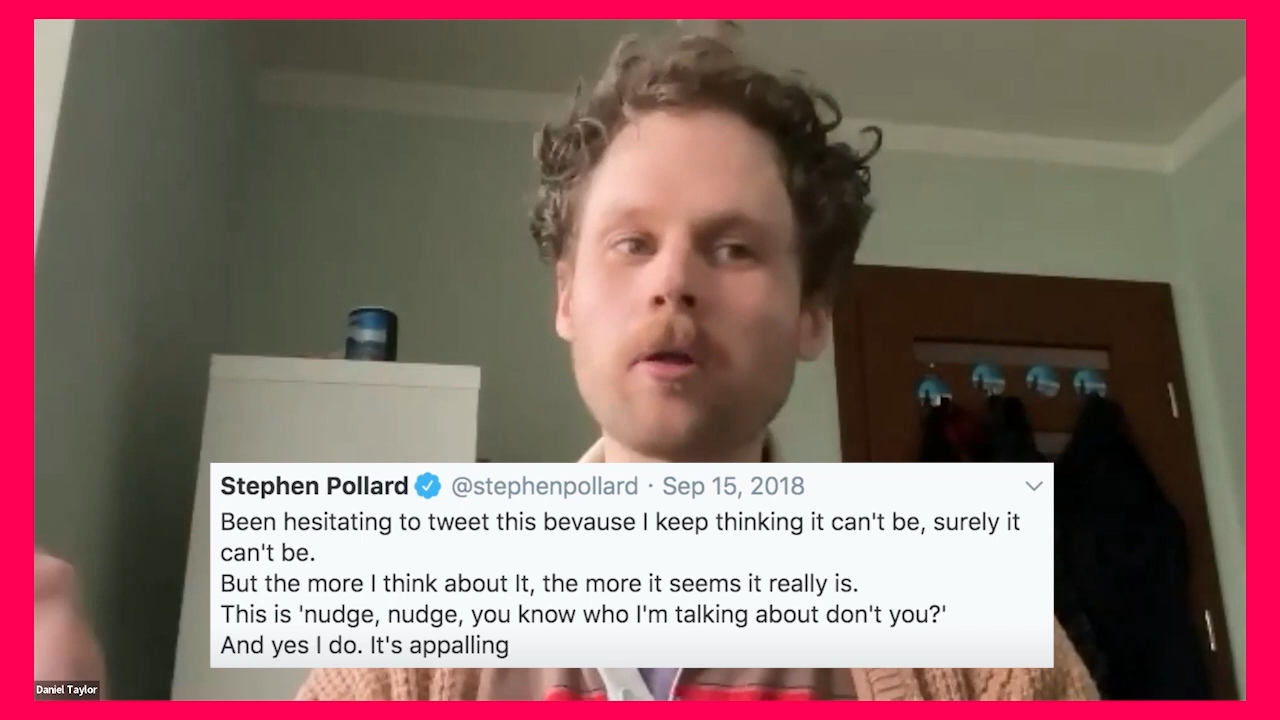 Stephen Pollard @stephenpollard · Sep 15, 2018
Been hesitating to tweet this bevause I keep thinking it can't be, surely it
can't be.
But the more I think about It, the more it seems it really is.
This is 'nudge, nudge, you know who I'm talking about don't you?'
And yes I do. It's appalling
Daniel Taylor